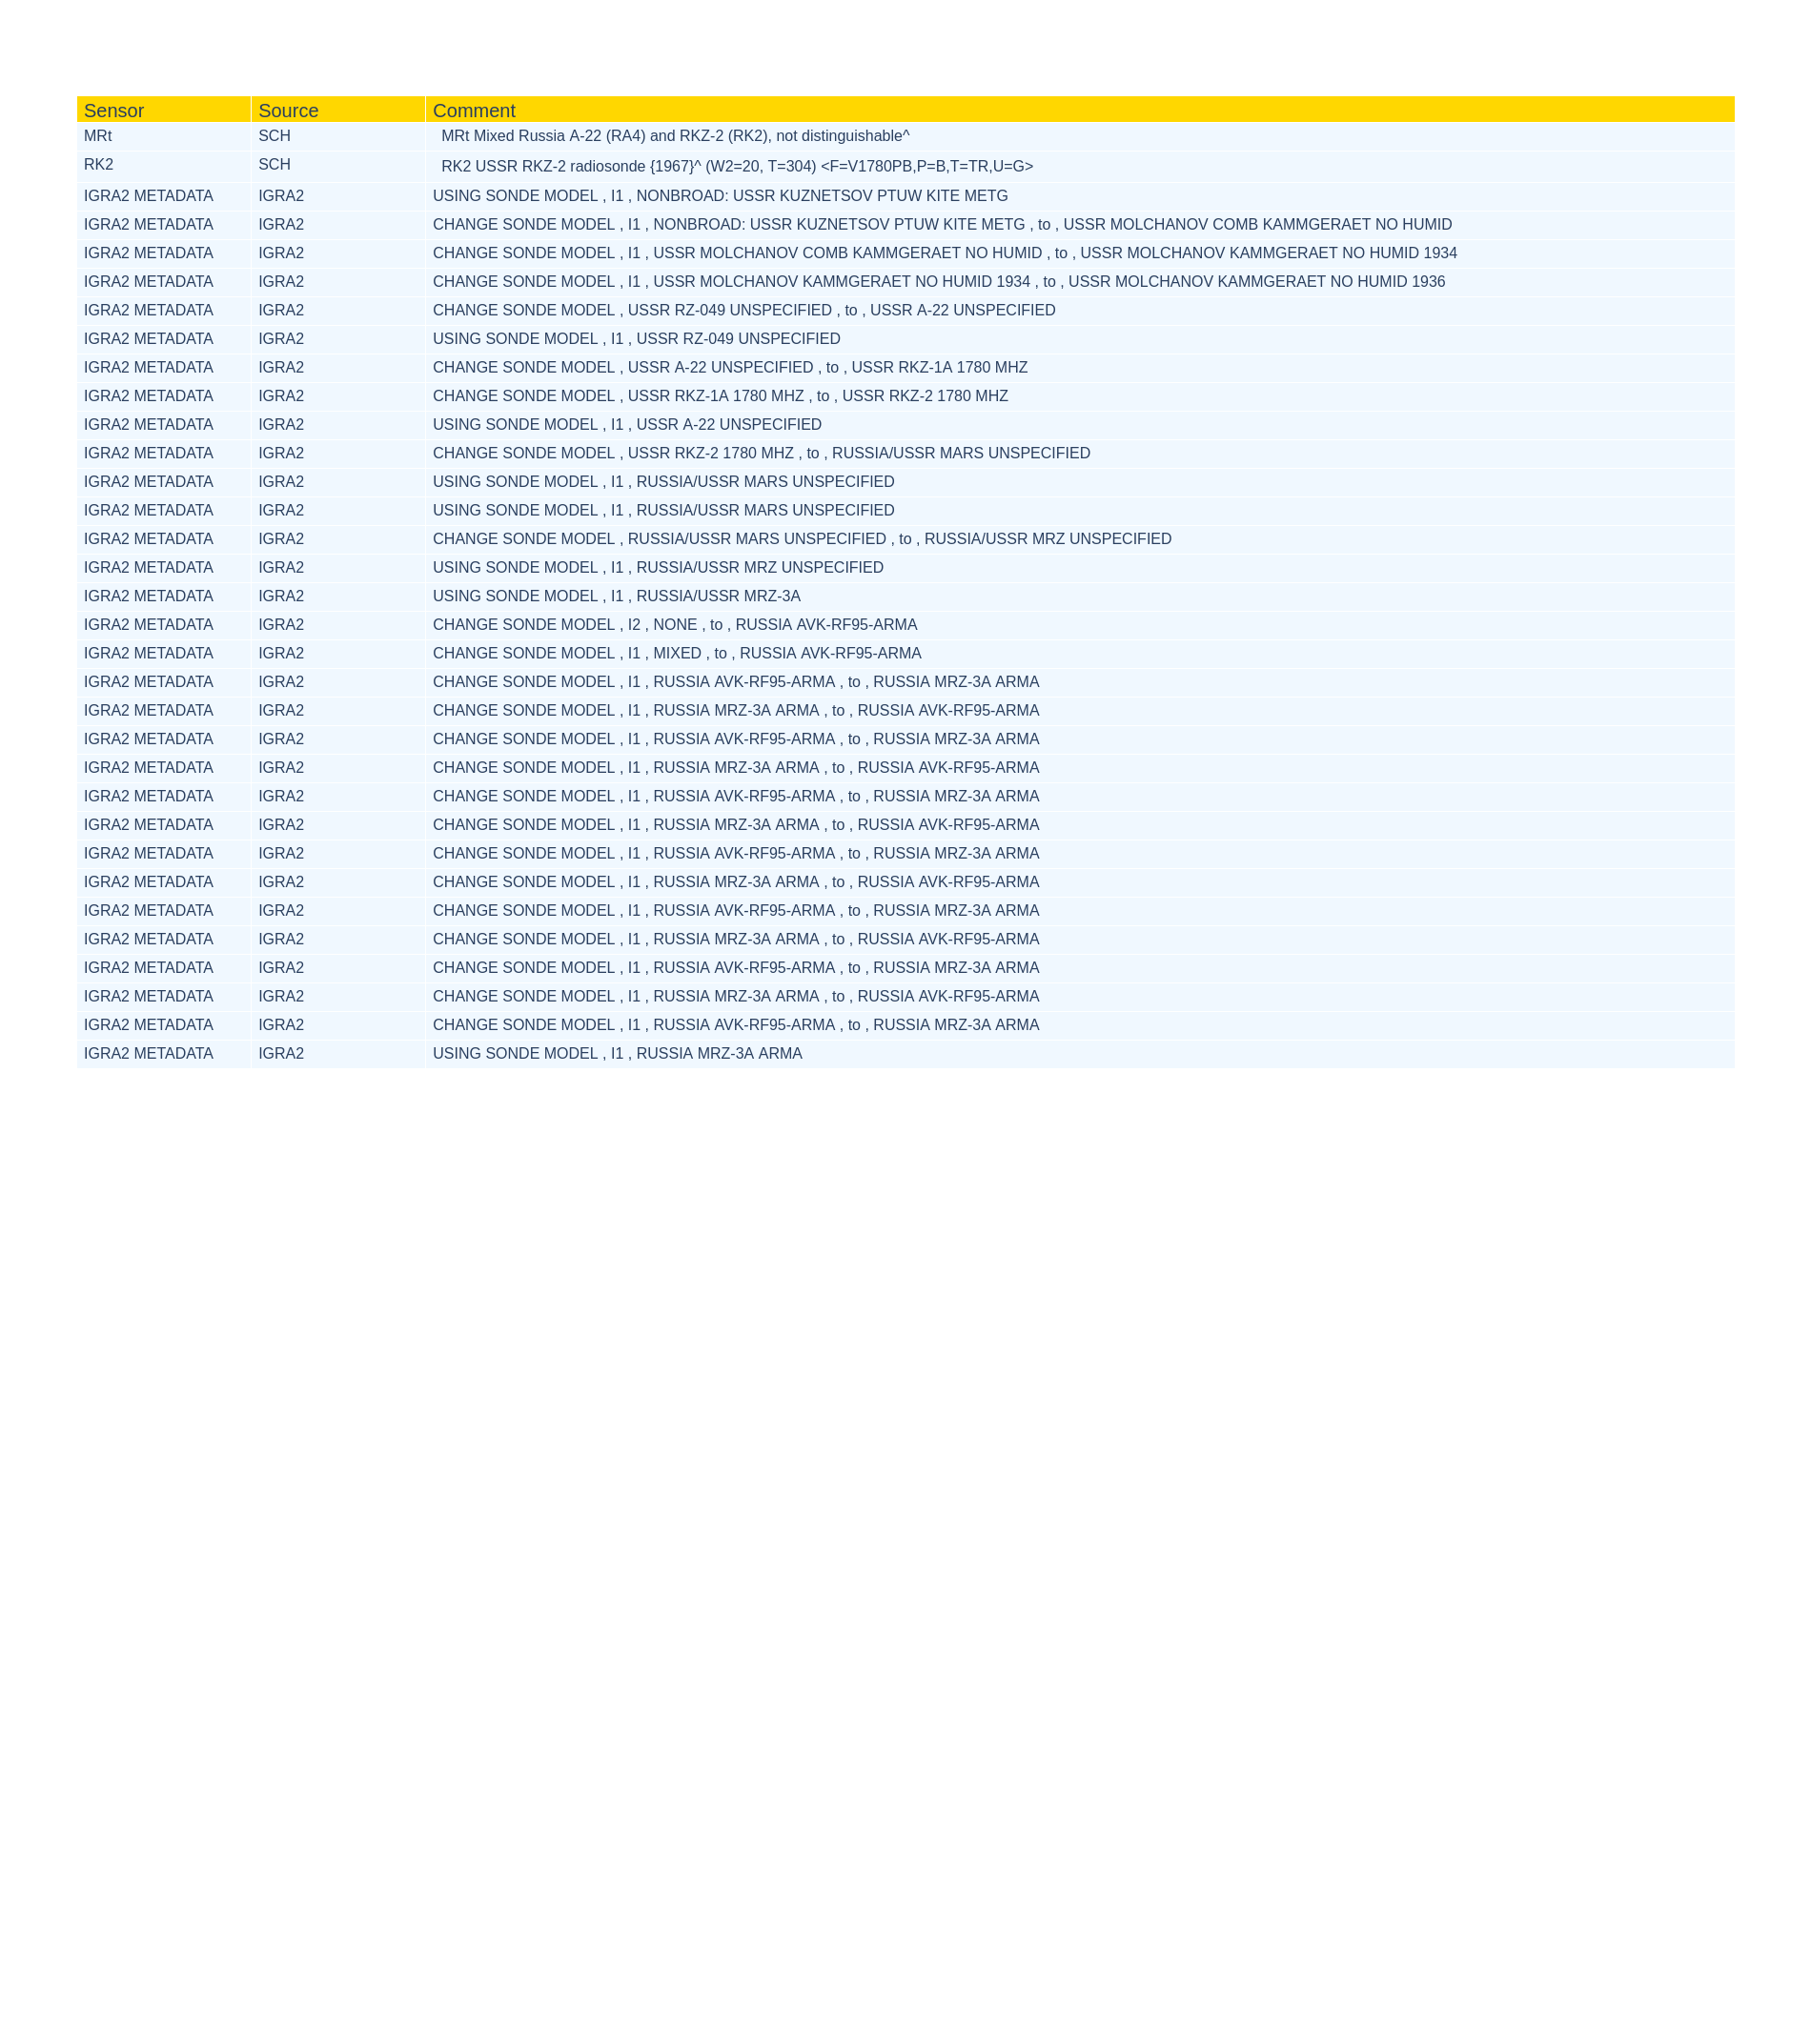 Sensor Source Comment
MRt SCH MRt Mixed Russia A-22 (RA4) and RKZ-2 (RK2), not distinguishable^
RK2 SCH RK2 USSR RKZ-2 radiosonde {1967}^ (W2=20, T=304) <F=V1780PB,P=B,T=TR,U=G>
IGRA2 METADATA IGRA2 USING SONDE MODEL , I1 , NONBROAD: USSR KUZNETSOV PTUW KITE METG
IGRA2 METADATA IGRA2 CHANGE SONDE MODEL , I1 , NONBROAD: USSR KUZNETSOV PTUW KITE METG , to , USSR MOLCHANOV COMB KAMMGERAET NO HUMID
IGRA2 METADATA IGRA2 CHANGE SONDE MODEL , I1 , USSR MOLCHANOV COMB KAMMGERAET NO HUMID , to , USSR MOLCHANOV KAMMGERAET NO HUMID 1934
IGRA2 METADATA IGRA2 CHANGE SONDE MODEL , I1 , USSR MOLCHANOV KAMMGERAET NO HUMID 1934 , to , USSR MOLCHANOV KAMMGERAET NO HUMID 1936
IGRA2 METADATA IGRA2 CHANGE SONDE MODEL , USSR RZ-049 UNSPECIFIED , to , USSR A-22 UNSPECIFIED
IGRA2 METADATA IGRA2 USING SONDE MODEL , I1 , USSR RZ-049 UNSPECIFIED
IGRA2 METADATA IGRA2 CHANGE SONDE MODEL , USSR A-22 UNSPECIFIED , to , USSR RKZ-1A 1780 MHZ
IGRA2 METADATA IGRA2 CHANGE SONDE MODEL , USSR RKZ-1A 1780 MHZ , to , USSR RKZ-2 1780 MHZ
IGRA2 METADATA IGRA2 USING SONDE MODEL , I1 , USSR A-22 UNSPECIFIED
IGRA2 METADATA IGRA2 CHANGE SONDE MODEL , USSR RKZ-2 1780 MHZ , to , RUSSIA/USSR MARS UNSPECIFIED
IGRA2 METADATA IGRA2 USING SONDE MODEL , I1 , RUSSIA/USSR MARS UNSPECIFIED
IGRA2 METADATA IGRA2 USING SONDE MODEL , I1 , RUSSIA/USSR MARS UNSPECIFIED
IGRA2 METADATA IGRA2 CHANGE SONDE MODEL , RUSSIA/USSR MARS UNSPECIFIED , to , RUSSIA/USSR MRZ UNSPECIFIED
IGRA2 METADATA IGRA2 USING SONDE MODEL , I1 , RUSSIA/USSR MRZ UNSPECIFIED
IGRA2 METADATA IGRA2 USING SONDE MODEL , I1 , RUSSIA/USSR MRZ-3A
IGRA2 METADATA IGRA2 CHANGE SONDE MODEL , I2 , NONE , to , RUSSIA AVK-RF95-ARMA
IGRA2 METADATA IGRA2 CHANGE SONDE MODEL , I1 , MIXED , to , RUSSIA AVK-RF95-ARMA
IGRA2 METADATA IGRA2 CHANGE SONDE MODEL , I1 , RUSSIA AVK-RF95-ARMA , to , RUSSIA MRZ-3A ARMA
IGRA2 METADATA IGRA2 CHANGE SONDE MODEL , I1 , RUSSIA MRZ-3A ARMA , to , RUSSIA AVK-RF95-ARMA
IGRA2 METADATA IGRA2 CHANGE SONDE MODEL , I1 , RUSSIA AVK-RF95-ARMA , to , RUSSIA MRZ-3A ARMA
IGRA2 METADATA IGRA2 CHANGE SONDE MODEL , I1 , RUSSIA MRZ-3A ARMA , to , RUSSIA AVK-RF95-ARMA
IGRA2 METADATA IGRA2 CHANGE SONDE MODEL , I1 , RUSSIA AVK-RF95-ARMA , to , RUSSIA MRZ-3A ARMA
IGRA2 METADATA IGRA2 CHANGE SONDE MODEL , I1 , RUSSIA MRZ-3A ARMA , to , RUSSIA AVK-RF95-ARMA
IGRA2 METADATA IGRA2 CHANGE SONDE MODEL , I1 , RUSSIA AVK-RF95-ARMA , to , RUSSIA MRZ-3A ARMA
IGRA2 METADATA IGRA2 CHANGE SONDE MODEL , I1 , RUSSIA MRZ-3A ARMA , to , RUSSIA AVK-RF95-ARMA
IGRA2 METADATA IGRA2 CHANGE SONDE MODEL , I1 , RUSSIA AVK-RF95-ARMA , to , RUSSIA MRZ-3A ARMA
IGRA2 METADATA IGRA2 CHANGE SONDE MODEL , I1 , RUSSIA MRZ-3A ARMA , to , RUSSIA AVK-RF95-ARMA
IGRA2 METADATA IGRA2 CHANGE SONDE MODEL , I1 , RUSSIA AVK-RF95-ARMA , to , RUSSIA MRZ-3A ARMA
IGRA2 METADATA IGRA2 CHANGE SONDE MODEL , I1 , RUSSIA MRZ-3A ARMA , to , RUSSIA AVK-RF95-ARMA
IGRA2 METADATA IGRA2 CHANGE SONDE MODEL , I1 , RUSSIA AVK-RF95-ARMA , to , RUSSIA MRZ-3A ARMA
IGRA2 METADATA IGRA2 USING SONDE MODEL , I1 , RUSSIA MRZ-3A ARMA